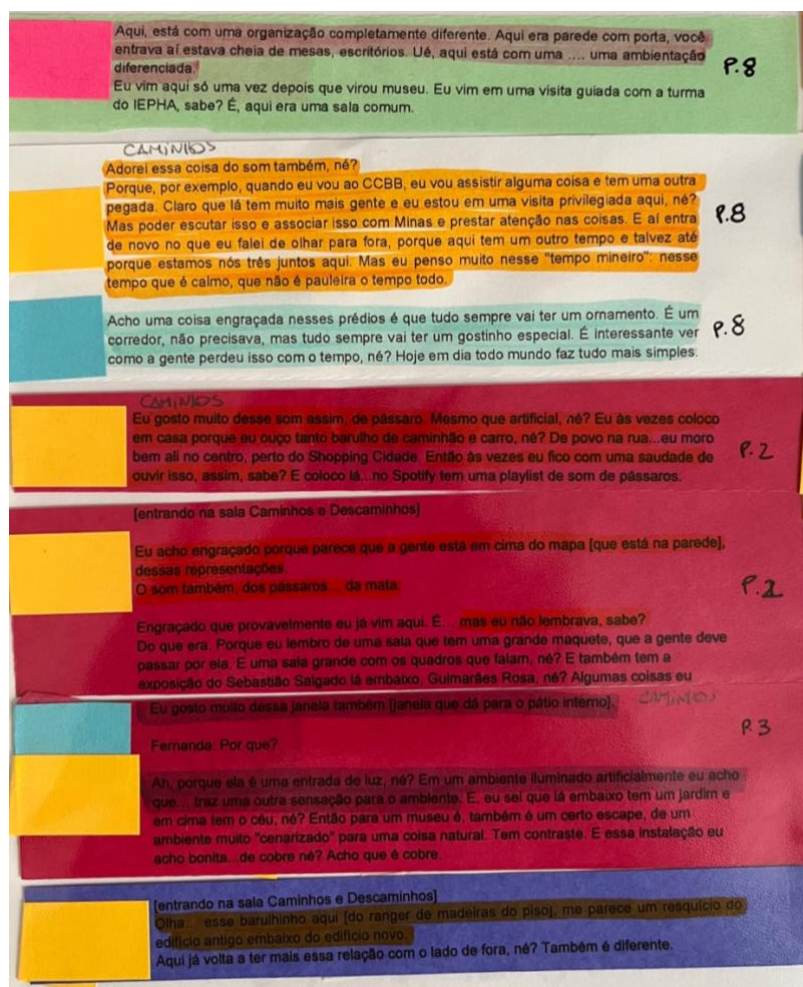 Aqui, está com uma organização completamente diferente. Aqui era parede com porta, você
entrava aí estava cheia de mesas, escritórios. Ué, aqui está com uma .... uma ambientação
diferenciada.
P.8
Eu vim aqui só uma vez depois que virou museu. Eu vim em uma visita guiada com a turma
do IEPHA, sabe? É, aqui era uma sala comum.
CAMINHOS
Adorei essa coisa do som também, né?
Porque, por exemplo, quando eu vou ao CCBB, eu vou assistir alguma coisa e tem uma outra
pegada. Claro que lá tem muito mais gente e eu estou em uma visita privilegiada aqui, né?
Mas poder escutar isso e associar isso com Minas e prestar atenção nas coisas. E aí entra
P.8
de novo no que eu falei de olhar para fora, porque aqui tem um outro tempo e talvez até
porque estamos nós três juntos aqui. Mas eu penso muito nesse "tempo mineiro": nesse
tempo que é calmo, que não é pauleira o tempo todo.
Acho uma coisa engraçada nesses prédios é que tudo sempre vai ter um ornamento. É um
corredor, não precisava, mas tudo sempre vai ter um gostinho especial. É interessante ver
P.8
como a gente perdeu isso com o tempo, né? Hoje em dia todo mundo faz tudo mais simples.
CAMINHOS
Eu gosto muito desse som assim, de pássaro. Mesmo que artificial, né? Eu às vezes coloco
em casa porque eu ouço tanto barulho de caminhão e carro, né? De povo na rua...eu moro
bem ali no centro, perto do Shopping Cidade. Então às vezes eu fico com uma saudade de
P.2
ouvir isso, assim, sabe? E coloco lá...no Spotify tem uma playlist de som de pássaros.
[entrando na sala Caminhos e Descaminhos]
Eu acho engraçado porque parece que a gente está em cima do mapa [que está na parede],
dessas representações.
O som também, dos pássaros... da mata.
P.2
Engraçado que provavelmente eu já vim aqui. É... mas eu não lembrava, sabe?
Do que era. Porque eu lembro de uma sala que tem uma grande maquete, que a gente deve
passar por ela. E uma sala grande com os quadros que falam, né? E também tem a
exposição do Sebastião Salgado lá embaixo, Guimarães Rosa, né? Algumas coisas eu
Eu gosto muito dessa janela também [janela que dá para o pátio interno].
CAMINHOS
Fernanda: Por que?
P.3
Ah, porque ela é uma entrada de luz, né? Em um ambiente iluminado artificialmente eu acho
que... traz uma outra sensação para o ambiente. E, eu sei que lá embaixo tem um jardim e
em cima tem o céu, né? Então para um museu é, também é um certo escape, de um
ambiente muito "cenarizado" para uma coisa natural. Tem contraste. E essa instalação eu
acho bonita...de cobre né? Acho que é cobre.
[entrando na sala Caminhos e Descaminhos]
Olha... esse barulhinho aqui [do ranger de madeiras do piso], me parece um resquício do
edifício antigo embaixo do edifício novo.
Aqui já volta a ter mais essa relação com o lado de fora, né? Também é diferente.